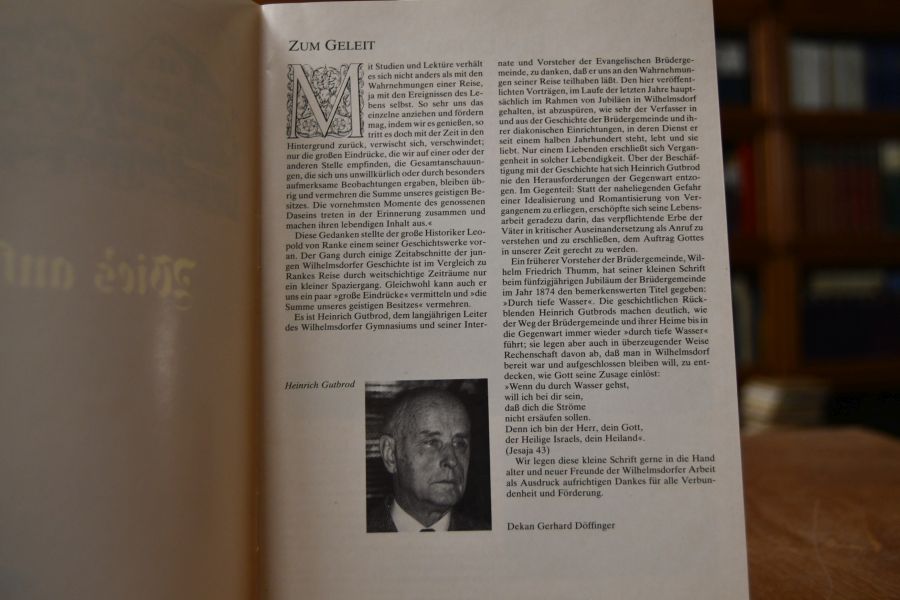 ZUM GELEIT
Mit Studien und Lektüre verhält
es sich nicht anders als mit den
Wahrnehmungen einer Reise,
ja mit den Ereignissen des Le-
bens selbst. So sehr uns das
einzelne anziehen und fördern
mag, indem wir es genießen, so
tritt es doch mit der Zeit in den
Hintergrund zurück, verwischt sich, verschwindet;
nur die großen Eindrücke, die wir auf einer oder der
anderen Stelle empfinden, die Gesamtanschauun-
gen, die sich uns unwillkürlich oder durch besonders
aufmerksame Beobachtungen ergaben, bleiben üb-
rig und vermehren die Summe unseres geistigen Be-
sitzes. Die vornehmsten Momente des genossenen
Daseins treten in der Erinnerung zusammen und
machen ihren lebendigen Inhalt aus.«
Diese Gedanken stellte der große Historiker Leo-
pold von Ranke einem seiner Geschichtswerke vor-
an. Der Gang durch einige Zeitabschnitte der jun-
gen Wilhelmsdorfer Geschichte ist im Vergleich zu
Rankes Reise durch weitschichtige Zeiträume nur
ein kleiner Spaziergang. Gleichwohl kann auch er
uns ein paar »große Eindrücke« vermitteln und »die
Summe unseres geistigen Besitzes« vermehren.
Es ist Heinrich Gutbrod, dem langjährigen Leiter
des Wilhelmsdorfer Gymnasiums und seiner Inter-
nate und Vorsteher der Evangelischen Brüderge-
meinde, zu danken, daß er uns an den Wahrnehmun-
gen seiner Reise teilhaben läßt. Den hier veröffent-
lichten Vorträgen, im Laufe der letzten Jahre haupt-
sächlich im Rahmen von Jubiläen in Wilhelmsdorf
gehalten, ist abzuspüren, wie sehr der Verfasser in
und aus der Geschichte der Brüdergemeinde und ih-
rer diakonischen Einrichtungen, in deren Dienst er
seit einem halben Jahrhundert steht, lebt und sie
liebt. Nur einem Liebenden erschließt sich Vergan-
genheit in solcher Lebendigkeit. Über der Beschäf-
tigung mit der Geschichte hat sich Heinrich Gutbrod
nie den Herausforderungen der Gegenwart entzo-
gen. Im Gegenteil: Statt der naheliegenden Gefahr
einer Idealisierung und Romantisierung von Ver-
gangenem zu erliegen, erschöpfte sich seine Lebens-
arbeit geradezu darin, das verpflichtende Erbe der
Väter in kritischer Auseinandersetzung als Anruf zu
verstehen und zu erschließen, dem Auftrag Gottes
in unserer Zeit gerecht zu werden.
Ein früherer Vorsteher der Brüdergemeinde, Wil-
helm Friedrich Thumm, hat seiner kleinen Schrift
beim fünfzigjährigen Jubiläum der Brüdergemeinde
im Jahr 1874 den bemerkenswerten Titel gegeben:
»Durch tiefe Wasser«. Die geschichtlichen Rück-
blenden Heinrich Gutbrods machen deutlich, wie
der Weg der Brüdergemeinde und ihrer Heime bis in
die Gegenwart immer wieder »durch tiefe Wasser«
führt; sie legen aber auch in überzeugender Weise
Rechenschaft davon ab, daß man in Wilhelmsdorf
bereit war und aufgeschlossen bleiben will, zu ent-
decken, wie Gott seine Zusage einlöst:
»Wenn du durch Wasser gehst,
will ich bei dir sein,
daß dich die Ströme
nicht ersäufen sollen.
Denn ich bin der Herr, dein Gott,
der Heilige Israels, dein Heiland«.
(Jesaja 43)
Wir legen diese kleine Schrift gerne in die Hand
alter und neuer Freunde der Wilhelmsdorfer Arbeit
als Ausdruck aufrichtigen Dankes für alle Verbun-
denheit und Förderung.
Dekan Gerhard Döffinger
Heinrich Gutbrod